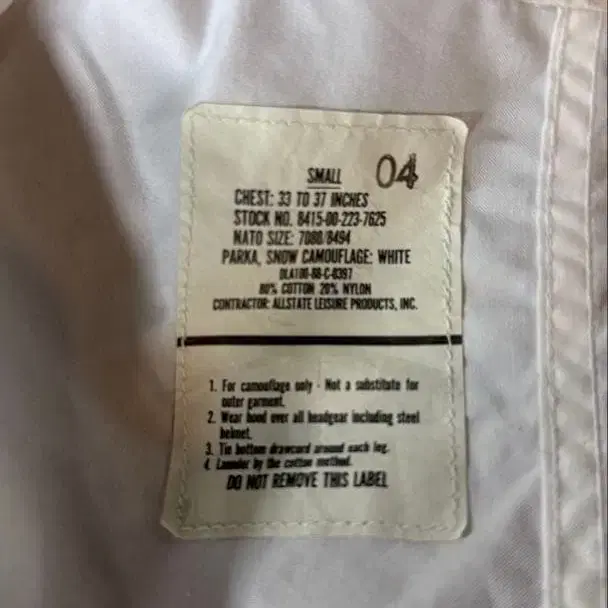 SMALL 04
CHEST: 33 TO 37 INCHES
STOCK NO. 8415-00-223-7625
NATO SIZE: 7080/8494
PARKA, SNOW CAMOUFLAGE: WHITE
DLA100-88-C-0397
80% COTTON 20% NYLON
CONTRACTOR: ALLSTATE LEISURE PRODUCTS, INC.
1. For camouflage only - Not a substitute for
outer garment.
2. Wear hood over all headgear including steel
helmet.
3. Tie bottom drawcord around each leg.
4. Launder by the cotton method.
DO NOT REMOVE THIS LABEL